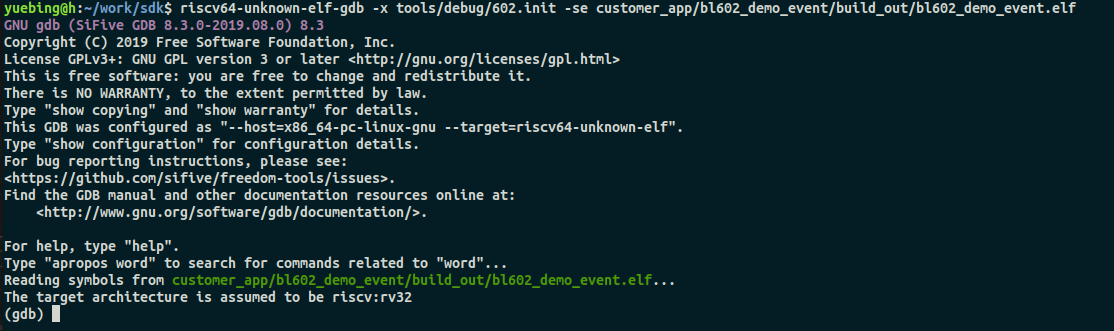 yuebing@h:~/work/sdk$ riscv64-unknown-elf-gdb -x tools/debug/602.init -se customer_app/bl602_demo_event/build_out/bl602_demo_event.elf
GNU gdb (SiFive GDB 8.3.0-2019.08.0) 8.3
Copyright (C) 2019 Free Software Foundation, Inc.
License GPLv3+: GNU GPL version 3 or later <http://gnu.org/licenses/gpl.html>
This is free software: you are free to change and redistribute it.
There is NO WARRANTY, to the extent permitted by law.
Type "show copying" and "show warranty" for details.
This GDB was configured as "--host=x86_64-pc-linux-gnu --target=riscv64-unknown-elf".
Type "show configuration" for configuration details.
For bug reporting instructions, please see:
<https://github.com/sifive/freedom-tools/issues>.
Find the GDB manual and other documentation resources online at:
    <http://www.gnu.org/software/gdb/documentation/>.

For help, type "help".
Type "apropos word" to search for commands related to "word"...
Reading symbols from customer_app/bl602_demo_event/build_out/bl602_demo_event.elf...
The target architecture is assumed to be riscv:rv32
(gdb)